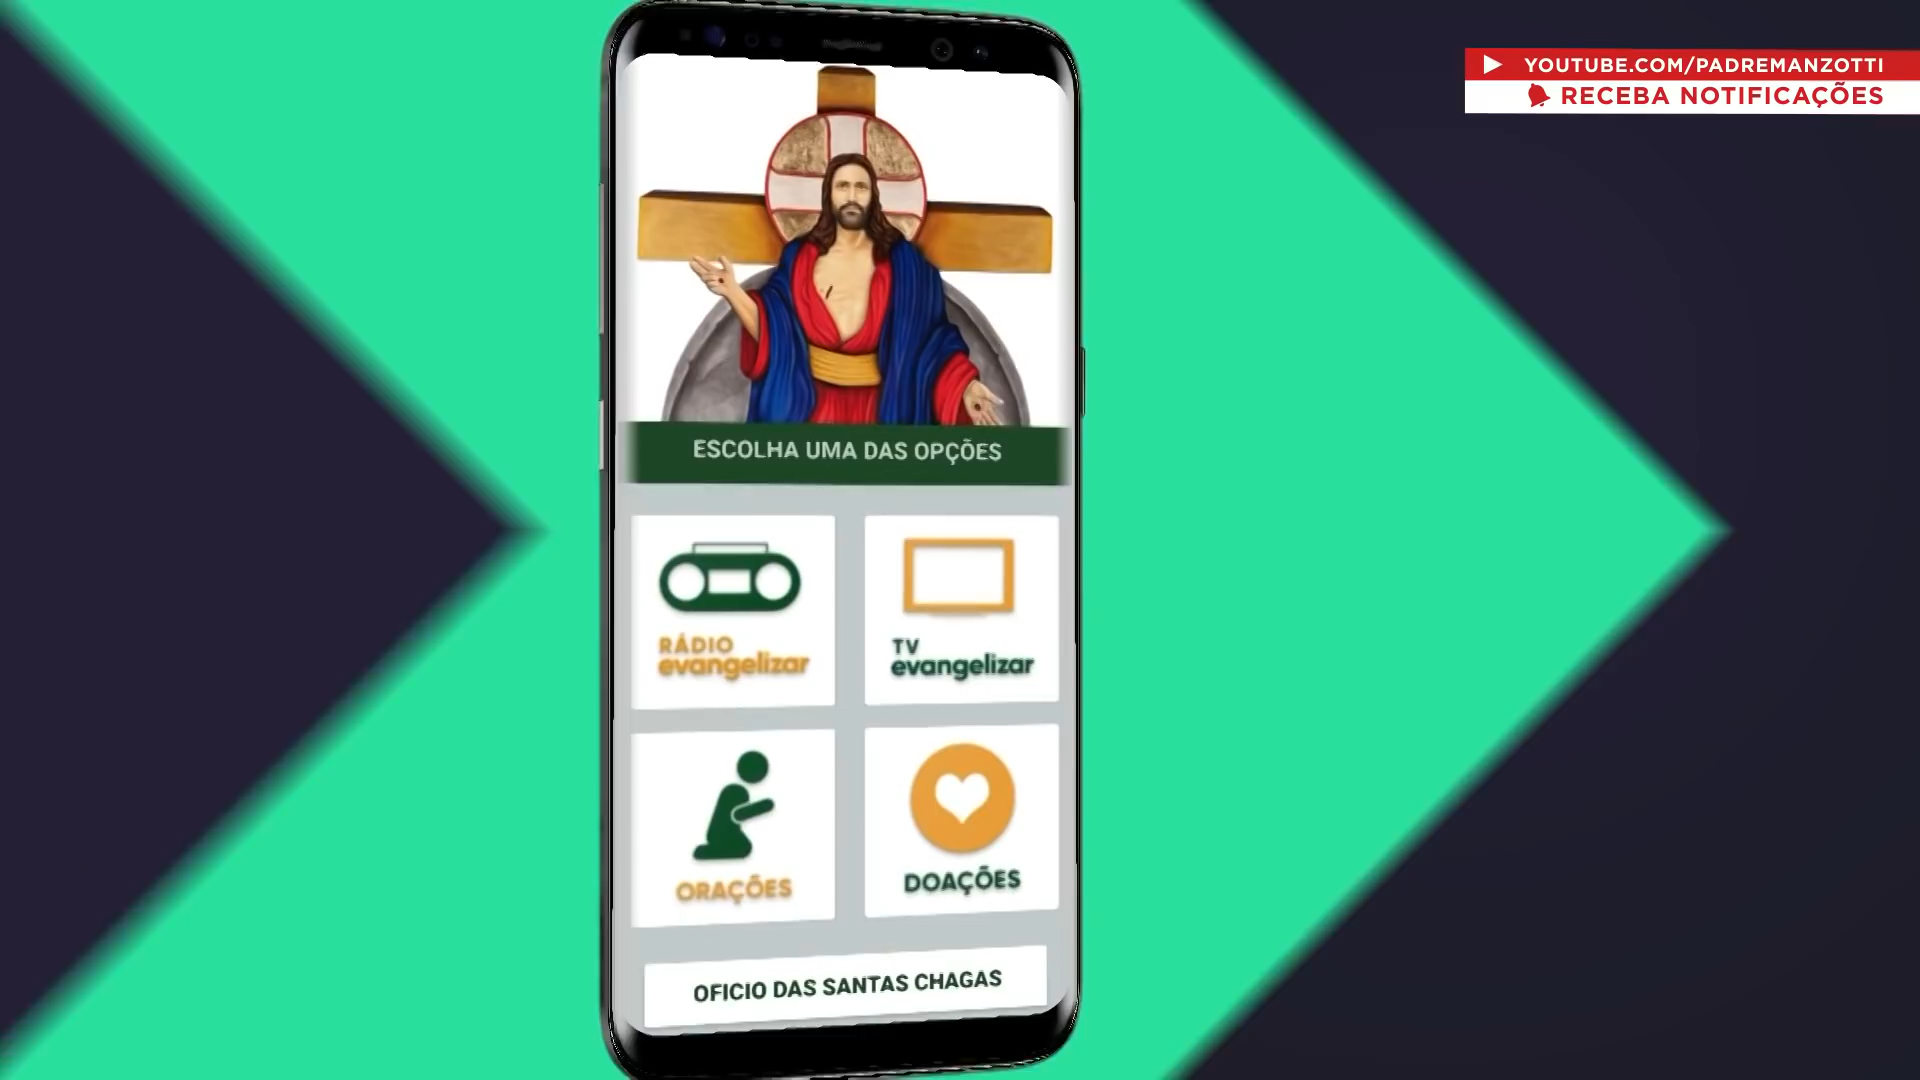 YOUTUBE.COM/PADREMANZOTTI
RECEBA NOTIFICAÇÕES
ESCOLHA UMA DAS OPÇÕES
RÁDIO
evangelizar
TV
evangelizar
ORAÇÕES
DOAÇÕES
OFICIO DAS SANTAS CHAGAS